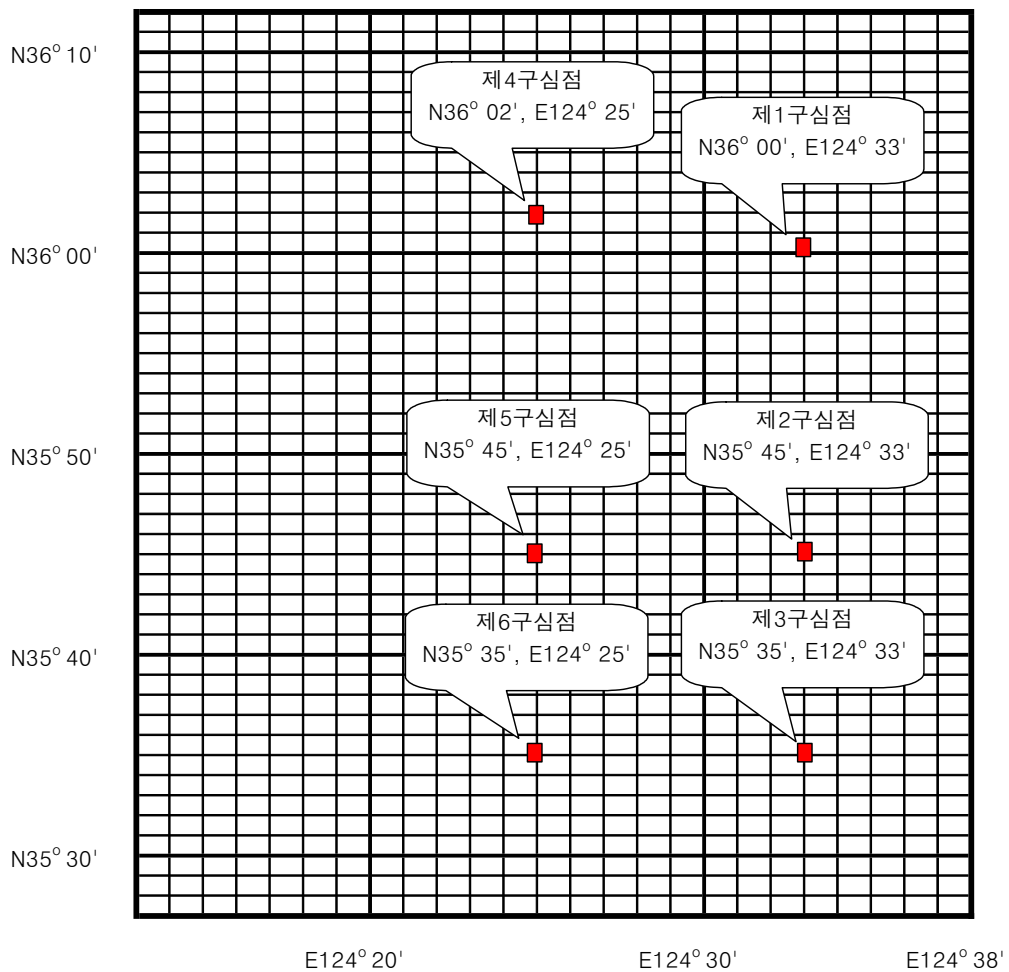 N36° 10'
제4구심점
N36° 02', E124° 25'
제1구심점
N36° 00', E124° 33'
N36° 00'
제5구심점
N35° 45', E124° 25'
제2구심점
N35° 45', E124° 33'
N35° 50'
제6구심점
N35° 35', E124° 25'
제3구심점
N35° 35', E124° 33'
N35° 40'
N35° 30'
E124° 20'
E124° 30'
E124° 38'